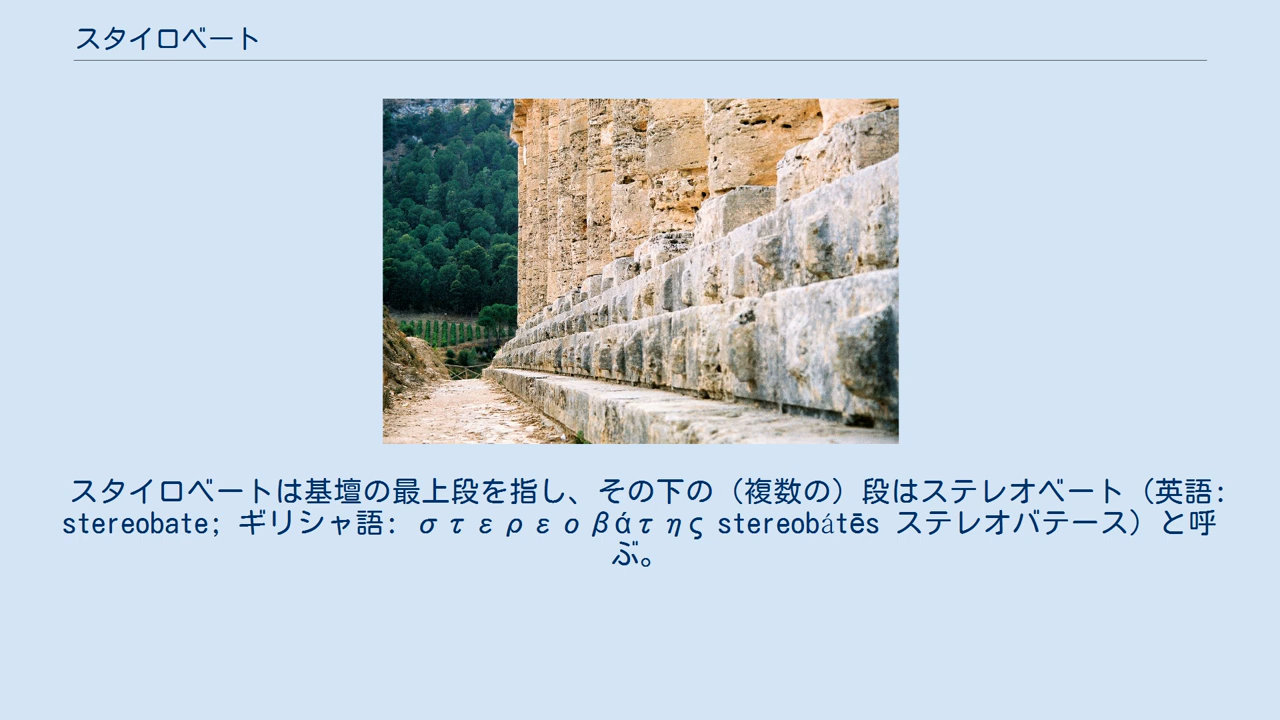 スタイロベート
スタイロベートは基壇の最上段を指し、その下の（複数の）段はステレオベート（英語:
stereobate; ギリシャ語: στερεοβάτης stereobátēs ステレオバテース）と呼
ぶ。